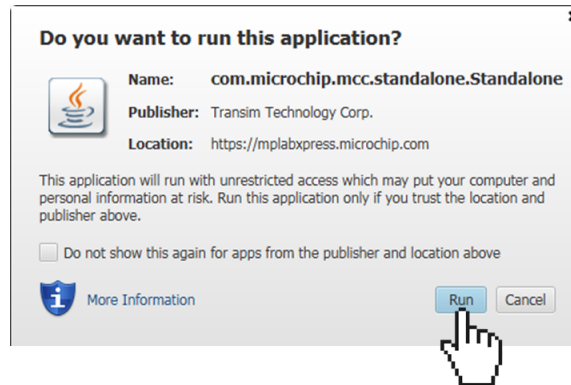 Do you want to run this application?
Name: com.microchip.mcc.standalone.Standalone
Publisher: Transim Technology Corp.
Location: https://mplabxpress.microchip.com
This application will run with unrestricted access which may put your computer and
personal information at risk. Run this application only if you trust the location and
publisher above.
Do not show this again for apps from the publisher and location above
More Information
Run Cancel